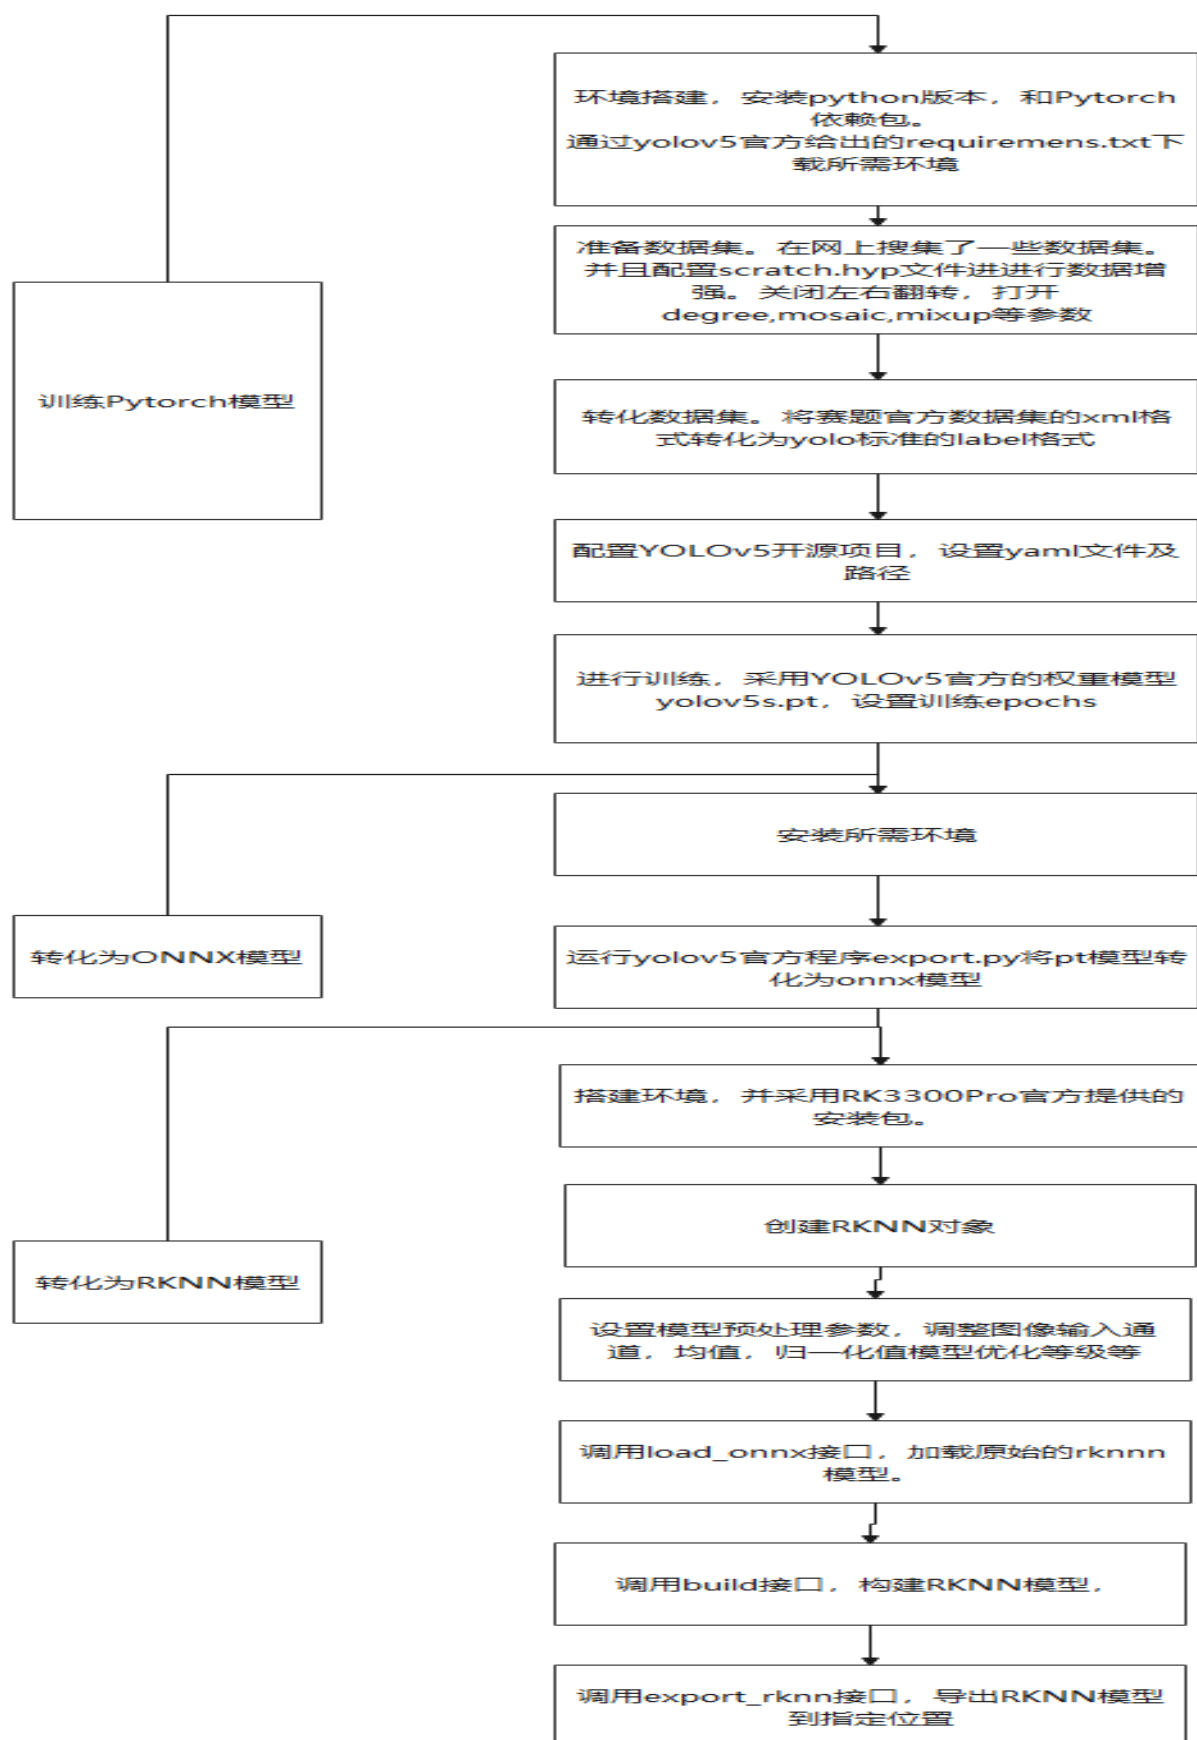 环境搭建，安装python版本，和Pytorch
依赖包。
通过yolov5官方给出的requiremens.txt下
载所需环境
准备数据集。在网上搜集了一些数据集。
并且配置scratch.hyp文件进进行数据增
强。关闭左右翻转，打开
degree,mosaic,mixup等参数
训练Pytorch模型
转化数据集。将赛题官方数据集的xml格
式转化为yolo标准的label格式
配置YOLOv5开源项目，设置yaml文件及
路径
进行训练，采用YOLOv5官方的权重模型
yolov5s.pt，设置训练epochs
安装所需环境
转化为ONNX模型
运行yolov5官方程序export.py将pt模型转
化为onnx模型
搭建环境，并采用RK3300Pro官方提供的
安装包。
创建RKNN对象
转化为RKNN模型
设置模型预处理参数，调整图像输入通
道，均值，归一化值模型优化等级等
调用load_onnx接口，加载原始的rknnn
模型。
调用build接口，构建RKNN模型，
调用export_rknn接口，导出RKNN模型
到指定位置